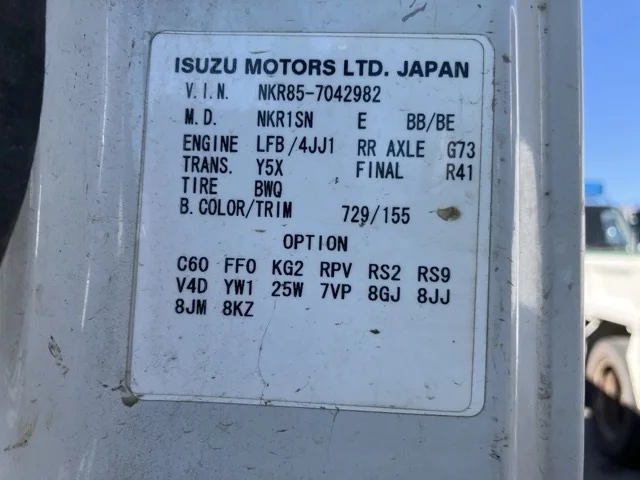 ISUZU MOTORS LTD. JAPAN
V.I.N. NKR85-7042982
M.D. NKR1SN E BB/BE
ENGINE LFB/4JJ1 RR AXLE G73
TRANS. Y5X FINAL R41
TIRE BWQ
B.COLOR/TRIM 729/155
OPTION
C60 FF0 KG2 RPV RS2 RS9
V4D YW1 25W 7VP 8GJ 8JJ
8JM 8KZ